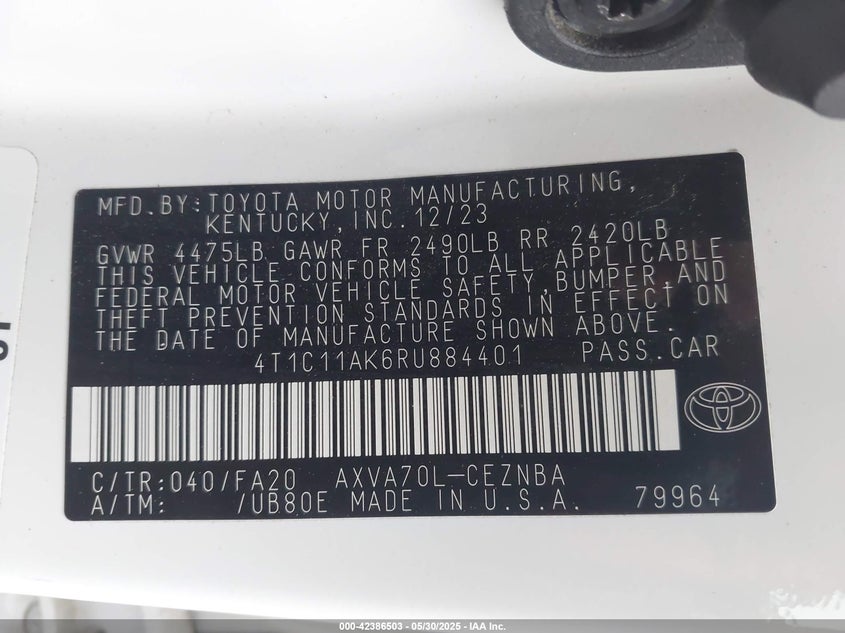 MFD.BY:TOYOTA MOTOR MANUFACTURING,
KENTUCKY,INC. 12/23
GVWR 4475LB GAWR FR 2490LB RR 2420LB
THIS VEHICLE CONFORMS TO ALL APPLICABLE
FEDERAL MOTOR VEHICLE SAFETY,BUMPER,AND
THEFT PREVENTION STANDARDS IN EFFECT ON
THE DATE OF MANUFACTURE SHOWN ABOVE.
4T1C11AK6RU884401 PASS.CAR
C/TR:040/FA20 AXVA70L-CEZNBA
A/TM: /UB80E MADE IN U.S.A. 79964
000-42386503 - 05/30/2025 - IAA Inc.